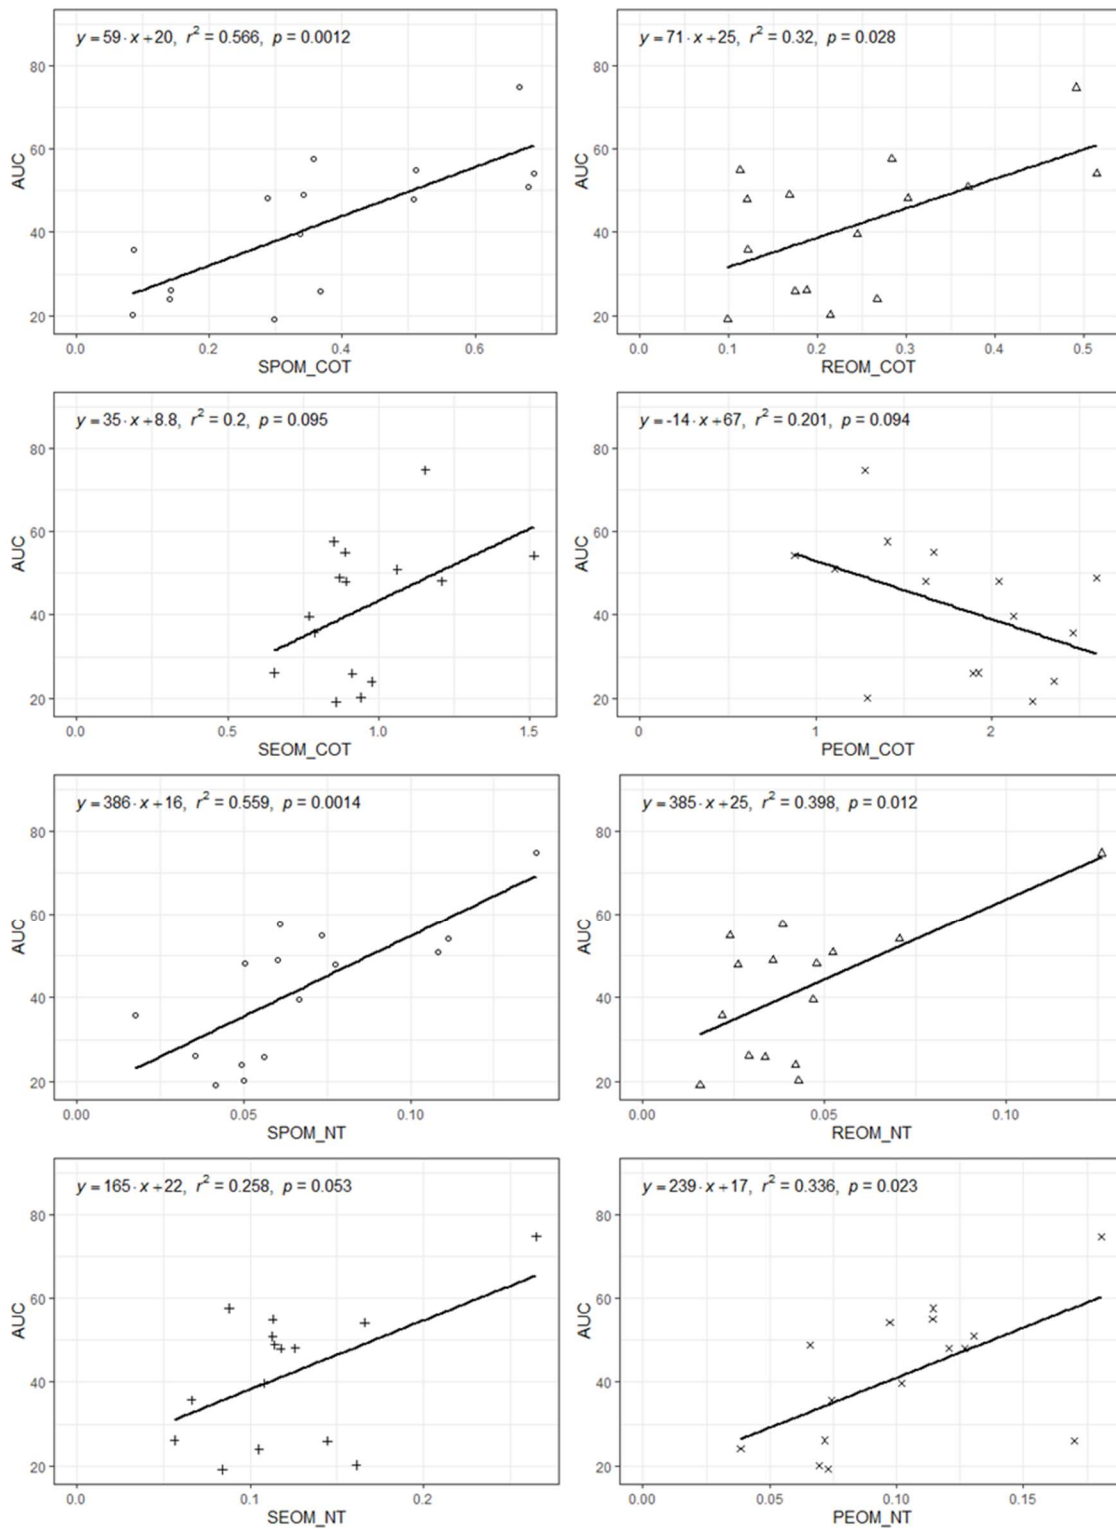 y = 59 · x + 20, r² = 0.566, p = 0.0012
80
60
40
20
AUC
0.0 0.2 0.4 0.6
SPOM_COT
y = 71 · x + 25, r² = 0.32, p = 0.028
80
60
40
20
AUC
0.0 0.1 0.2 0.3 0.4 0.5
REOM_COT
y = 35 · x + 8.8, r² = 0.2, p = 0.095
80
60
40
20
AUC
0.0 0.5 1.0 1.5
SEOM_COT
y = -14 · x + 67, r² = 0.201, p = 0.094
80
60
40
20
AUC
0 1 2
PEOM_COT
y = 386 · x + 16, r² = 0.559, p = 0.0014
80
60
40
20
AUC
0.00 0.05 0.10
SPOM_NT
y = 385 · x + 25, r² = 0.398, p = 0.012
80
60
40
20
AUC
0.00 0.05 0.10
REOM_NT
y = 165 · x + 22, r² = 0.258, p = 0.053
80
60
40
20
AUC
0.0 0.1 0.2
SEOM_NT
y = 239 · x + 17, r² = 0.336, p = 0.023
80
60
40
20
AUC
0.00 0.05 0.10 0.15
PEOM_NT